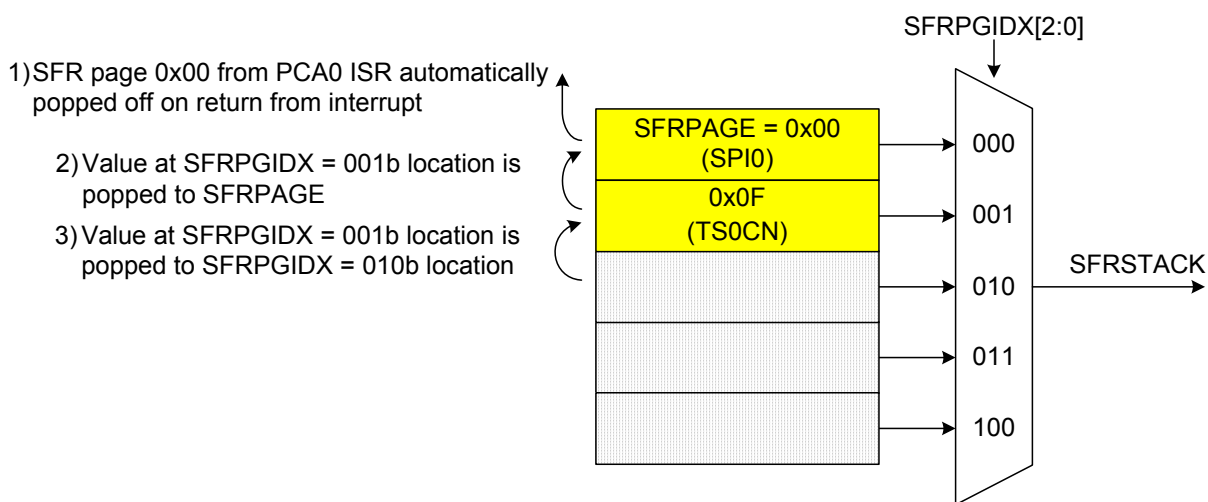 SFRPGIDX[2:0]
1)SFR page 0x00 from PCA0 ISR automatically
popped off on return from interrupt
2)Value at SFRPGIDX = 001b location is
popped to SFRPAGE
3)Value at SFRPGIDX = 001b location is
popped to SFRPGIDX = 010b location
SFRPAGE = 0x00
(SPI0)
0x0F
(TS0CN)
000
001
010
011
100
SFRSTACK